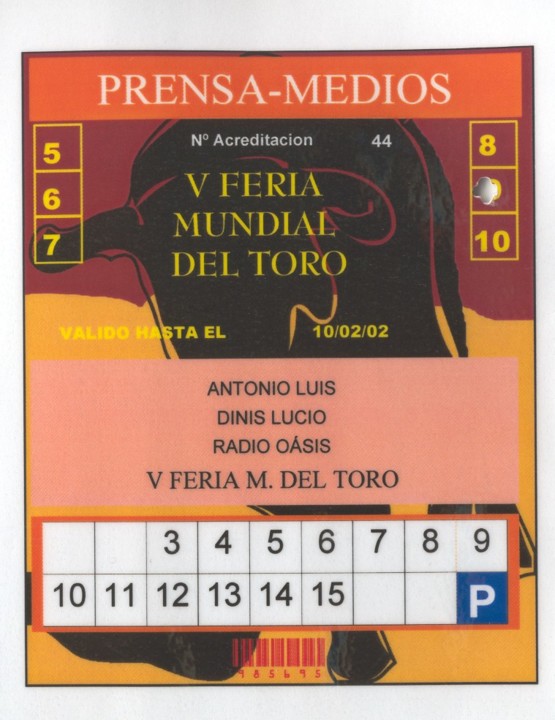 PRENSA-MEDIOS
Nº Acreditacion 44
5
6
7
8
10
V FERIA
MUNDIAL
DEL TORO
VALIDO HASTA EL 10/02/02
ANTONIO LUIS
DINIS LUCIO
RADIO OÁSIS
V FERIA M. DEL TORO
3 4 5 6 7 8 9
10 11 12 13 14 15 P
985695